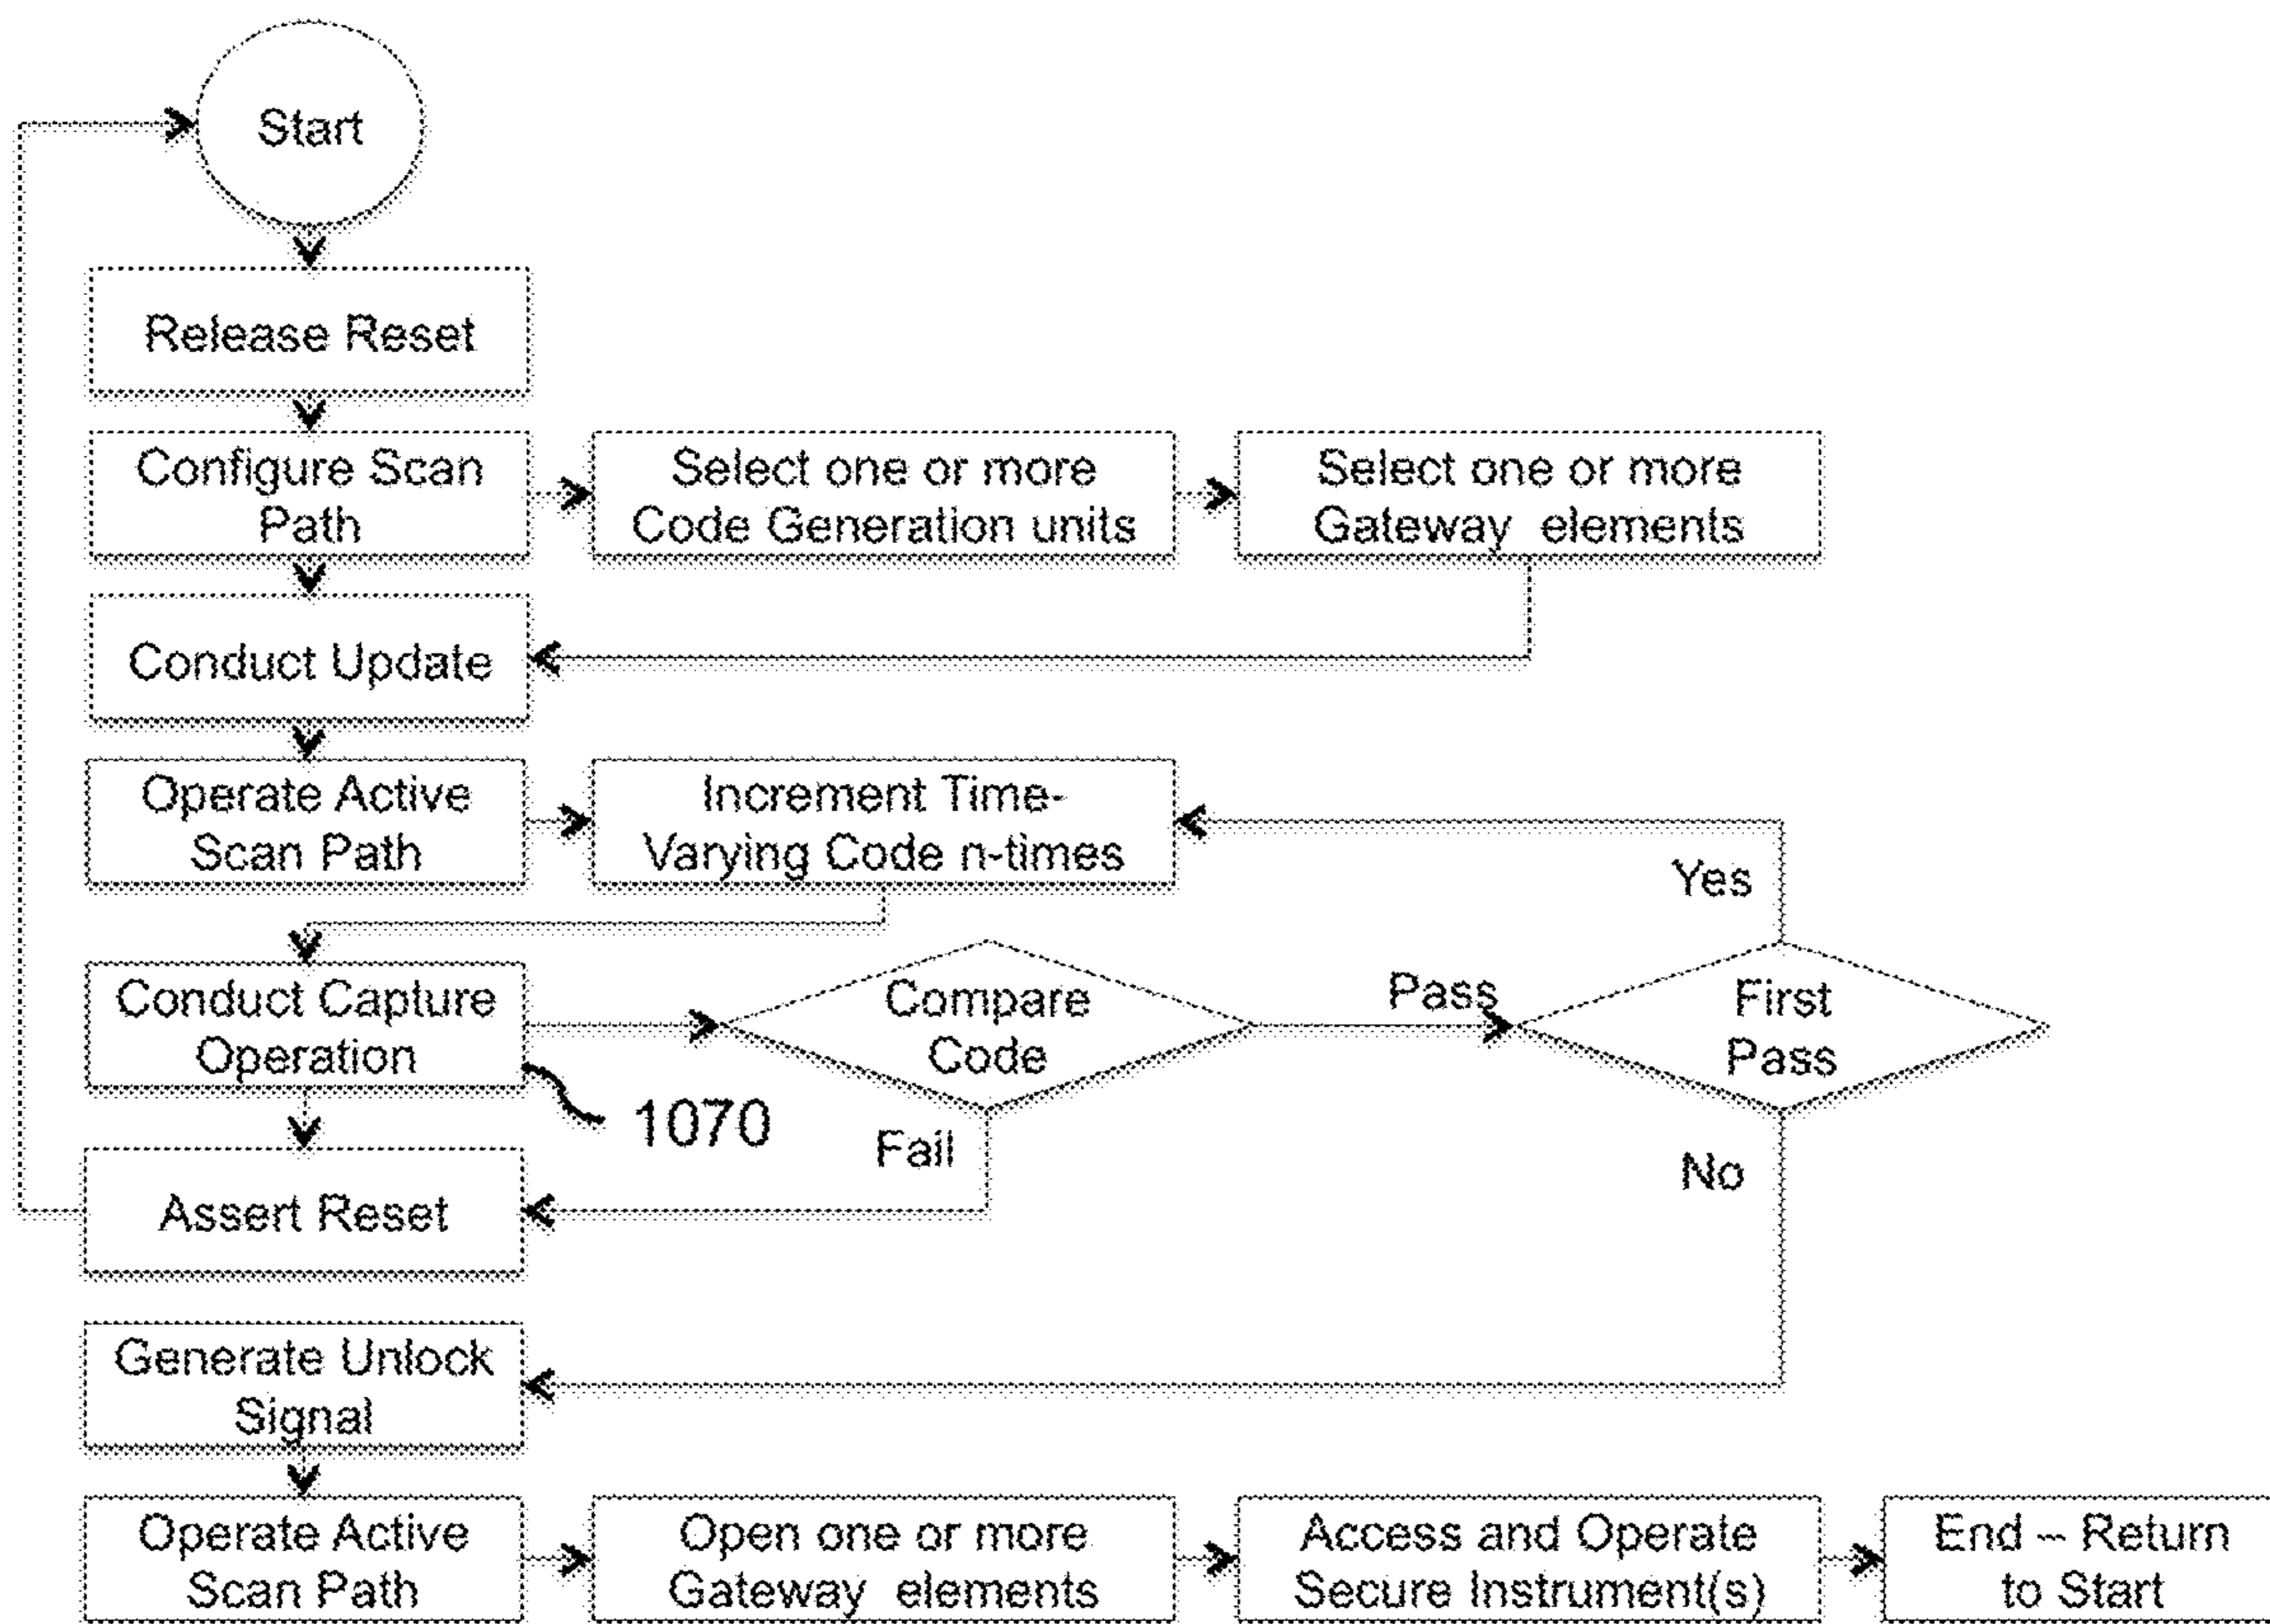 Start
Release Reset
Configure Scan
Path
Select one or more
Code Generation units
Select one or more
Gateway elements
Conduct Update
Operate Active
Scan Path
Increment Time-
Varying Code n-times
Yes
Conduct Capture
Operation
1070
Compare
Code
Pass
First
Pass
Fail
No
Assert Reset
Generate Unlock
Signal
Operate Active
Scan Path
Open one or more
Gateway elements
Access and Operate
Secure Instrument(s)
End -- Return
to Start